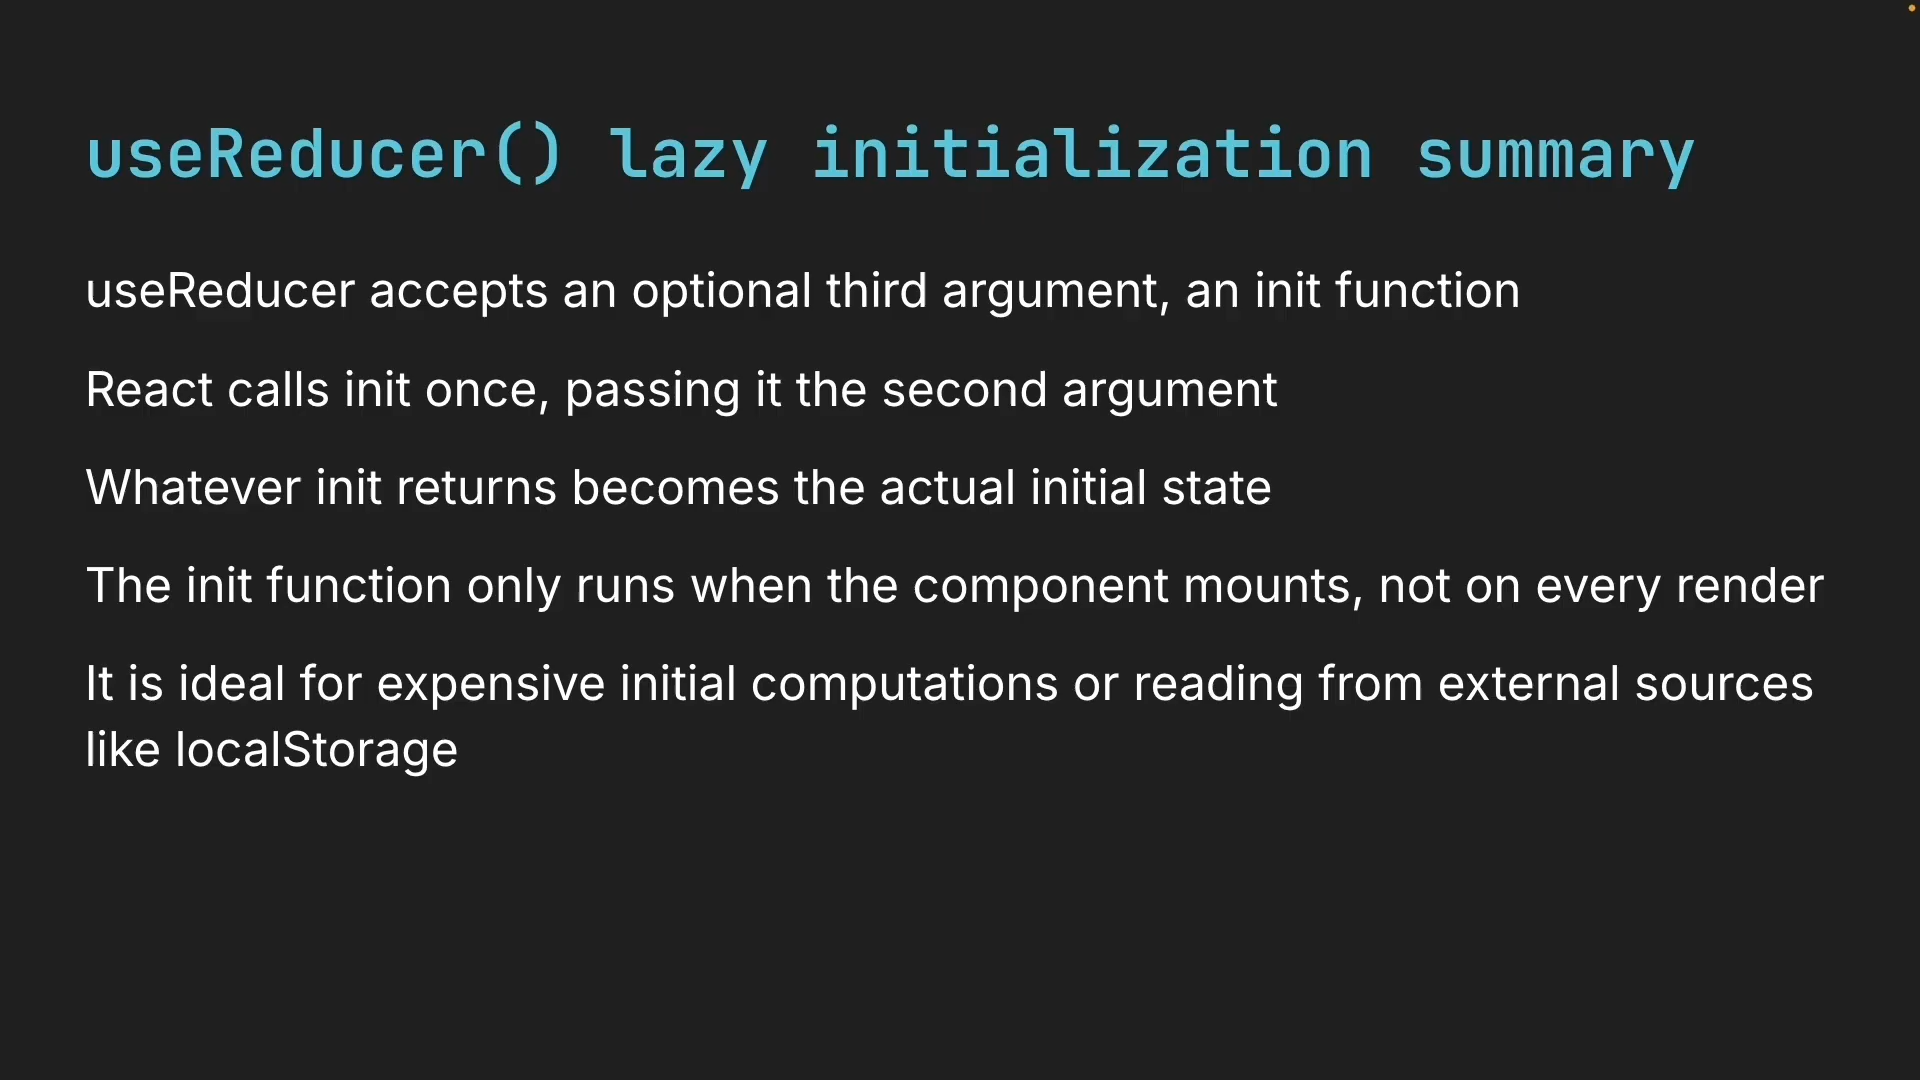 useReducer() lazy initialization summary
useReducer accepts an optional third argument, an init function
React calls init once, passing it the second argument
Whatever init returns becomes the actual initial state
The init function only runs when the component mounts, not on every render
It is ideal for expensive initial computations or reading from external sources
like localStorage